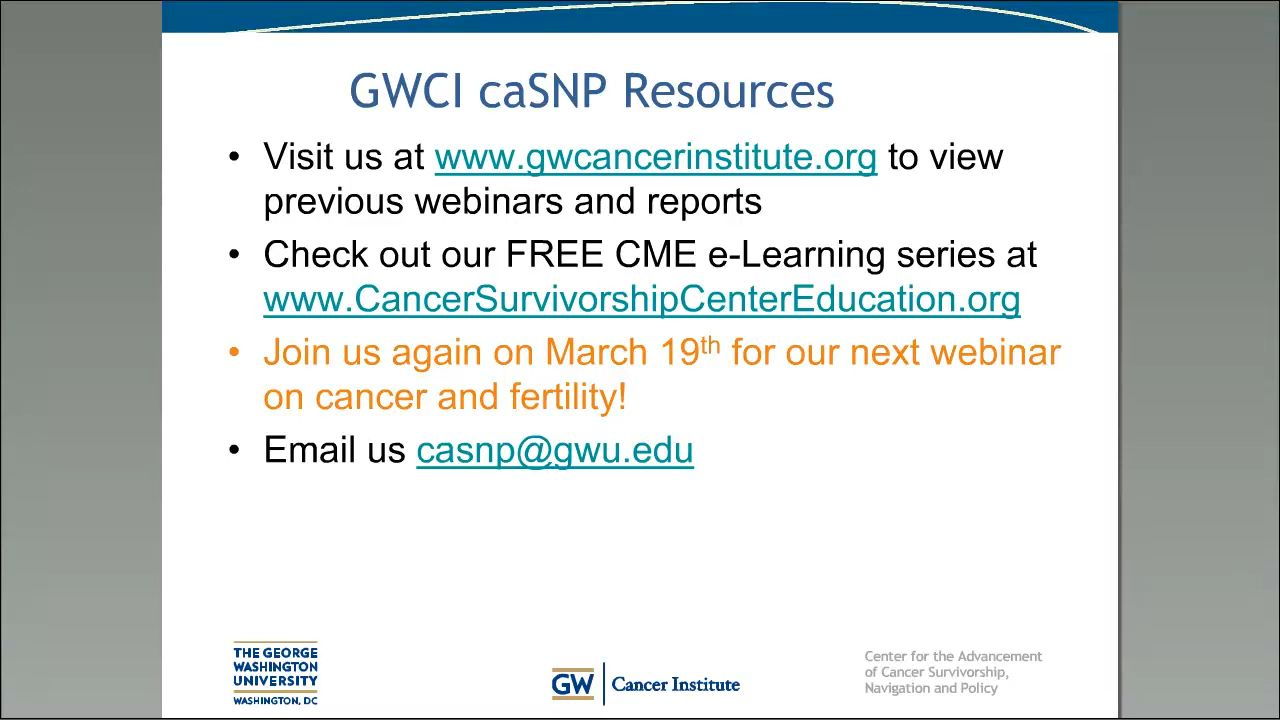 GWCI caSNP Resources
• Visit us at www.gwcancerinstitute.org to view
previous webinars and reports
• Check out our FREE CME e-Learning series at
www.CancerSurvivorshipCenterEducation.org
• Join us again on March 19th for our next webinar
on cancer and fertility!
• Email us casnp@gwu.edu
THE GEORGE
WASHINGTON
UNIVERSITY
WASHINGTON, DC
GW Cancer Institute
Center for the Advancement
of Cancer Survivorship,
Navigation and Policy